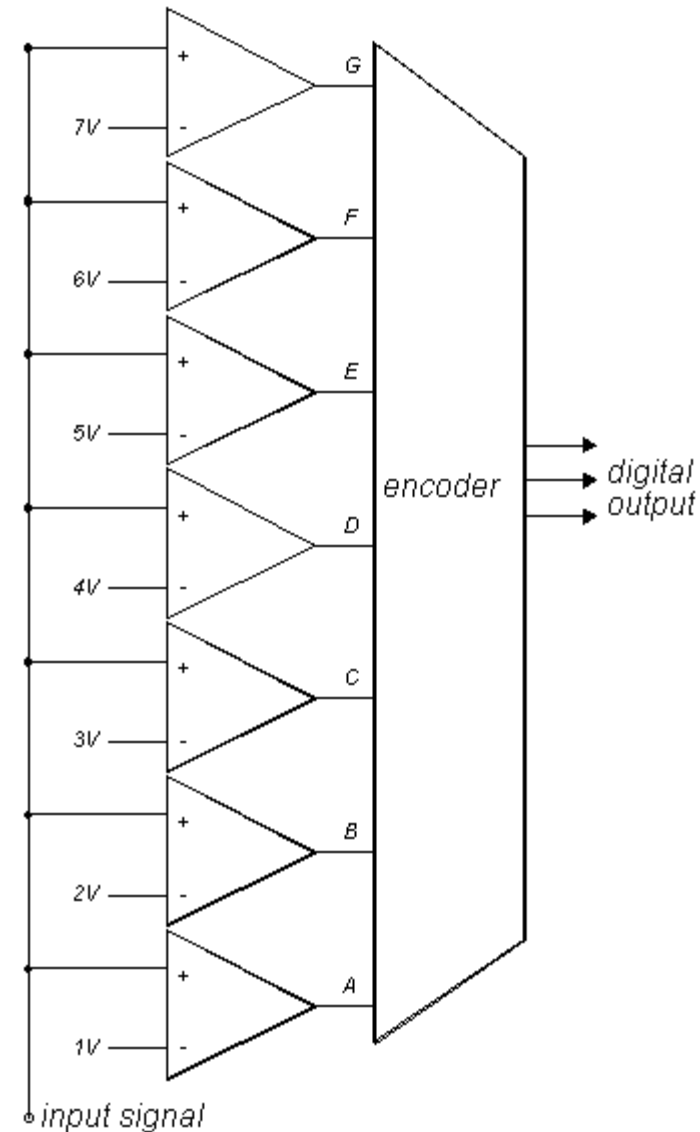 G
+
7V -
F
+
6V -
E
+
5V -
encoder
digital
output
D
+
4V -
C
+
3V -
B
+
2V -
A
+
1V -
input signal